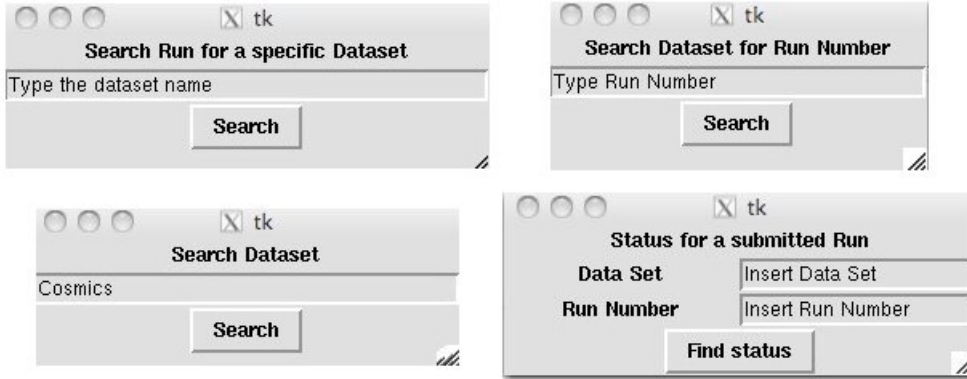 tk
Search Run for a specific Dataset
Type the dataset name
Search
tk
Search Dataset for Run Number
Type Run Number
Search
tk
Search Dataset
Cosmics
Search
tk
Status for a submitted Run
Data Set Insert Data Set
Run Number Insert Run Number
Find status